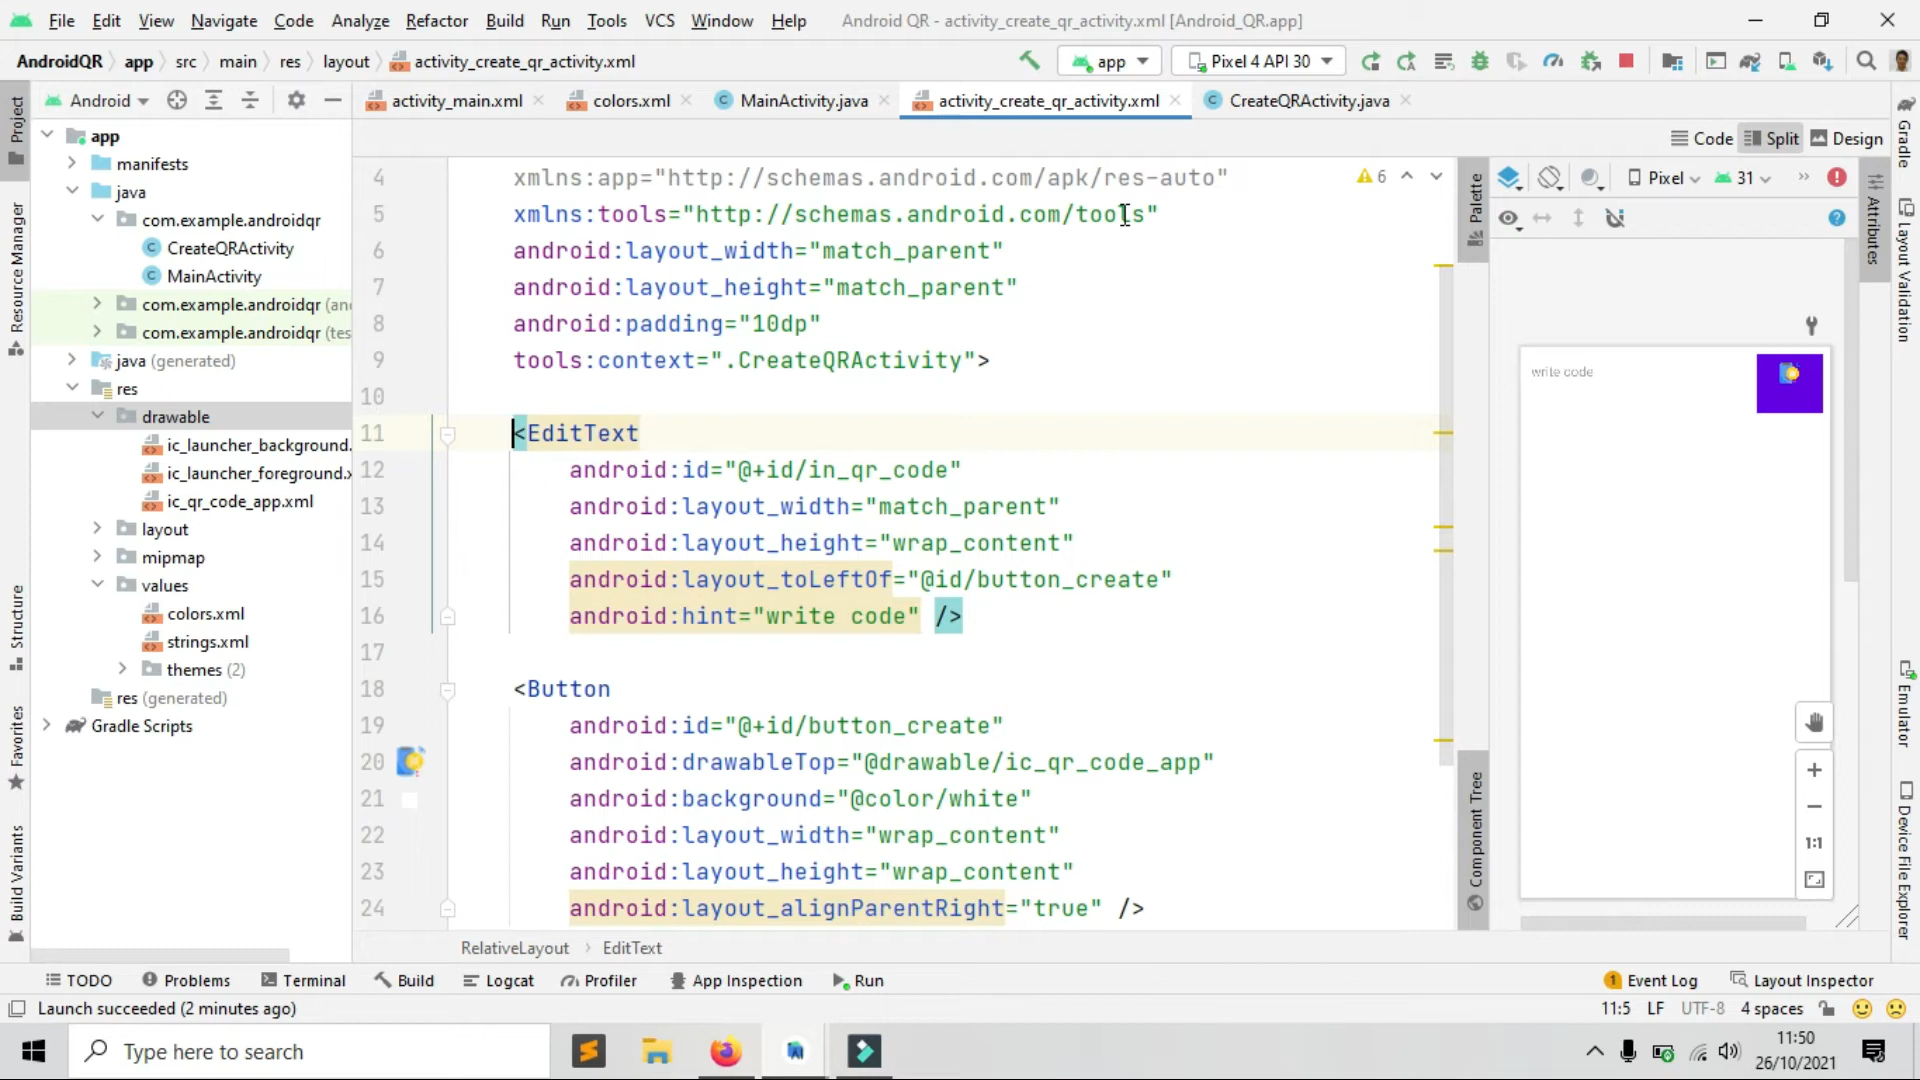 File Edit View Navigate Code Analyze Refactor Build Run Tools VCS Window Help Android QR - activity_create_qr_activity.xml [Android_QR.app]
AndroidQR app src main res layout activity_create_qr_activity.xml app Pixel 4 API 30
Android activity_main.xml colors.xml MainActivity.java activity_create_qr_activity.xml CreateQRActivity.java
Code Split Design
Project
Resource Manager
Structure
Favorites
Build Variants
app
manifests
java
com.example.androidqr
CreateQRActivity
MainActivity
com.example.androidqr (and
com.example.androidqr (tes
java (generated)
res
drawable
ic_launcher_background.
ic_launcher_foreground.x
ic_qr_code_app.xml
layout
mipmap
values
colors.xml
strings.xml
themes (2)
res (generated)
Gradle Scripts
4 xmlns:app="http://schemas.android.com/apk/res-auto"
5 xmlns:tools="http://schemas.android.com/tools"
6 android:layout_width="match_parent"
7 android:layout_height="match_parent"
8 android:padding="10dp"
9 tools:context=".CreateQRActivity">
10
11 <EditText
12 android:id="@+id/in_qr_code"
13 android:layout_width="match_parent"
14 android:layout_height="wrap_content"
15 android:layout_toLeftOf="@id/button_create"
16 android:hint="write code" />
17
18 <Button
19 android:id="@+id/button_create"
20 android:drawableTop="@drawable/ic_qr_code_app"
21 android:background="@color/white"
22 android:layout_width="wrap_content"
23 android:layout_height="wrap_content"
24 android:layout_alignParentRight="true" />
6
RelativeLayout EditText
Palette
Component Tree
Pixel 31
write code
1:1
Attributes
Gradle
Layout Validation
Emulator
Device File Explorer
TODO Problems Terminal Build Logcat Profiler App Inspection Run 1 Event Log Layout Inspector
Launch succeeded (2 minutes ago) 11:5 LF UTF-8 4 spaces
Type here to search
11:50
26/10/2021